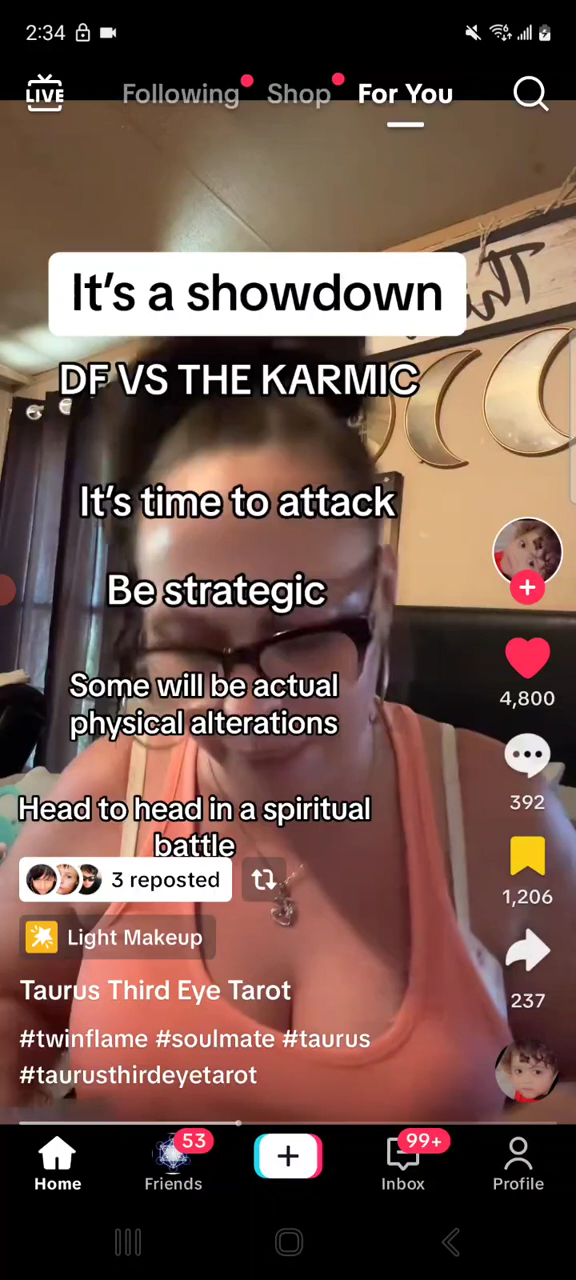 2:34
LIVE
Following
Shop
For You
It's a showdown
DF VS THE KARMIC
It's time to attack
Be strategic
Some will be actual
physical alterations
Head to head in a spiritual
battle
3 reposted
Light Makeup
Taurus Third Eye Tarot
#twinflame #soulmate #taurus
#taurusthirdeyetarot
4,800
392
1,206
237
Home
53
Friends
99+
Inbox
Profile